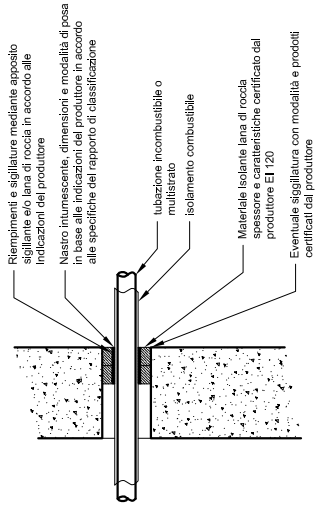 Riempimenti e sigillature mediante apposito
sigillante e/o lana di roccia in accordo alle
Indicazioni del produttore
Nastro intumescente, dimensioni e modalità di posa
in base alle indicazioni del produttore in accordo
alle specifiche del rapporto di classificazione
tubazione incombustibile o
multistrato
isolamento combustibile
Materiale Isolante lana di roccia
spessore e caratteristiche certificato dal
produttore EI 120
Eventuale siggillatura con modalità e prodotti
certificati dal produttore